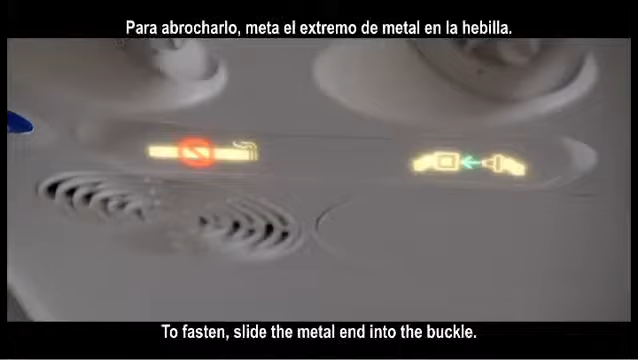 Para abrocharlo, meta el extremo de metal en la hebilla.
To fasten, slide the metal end into the buckle.